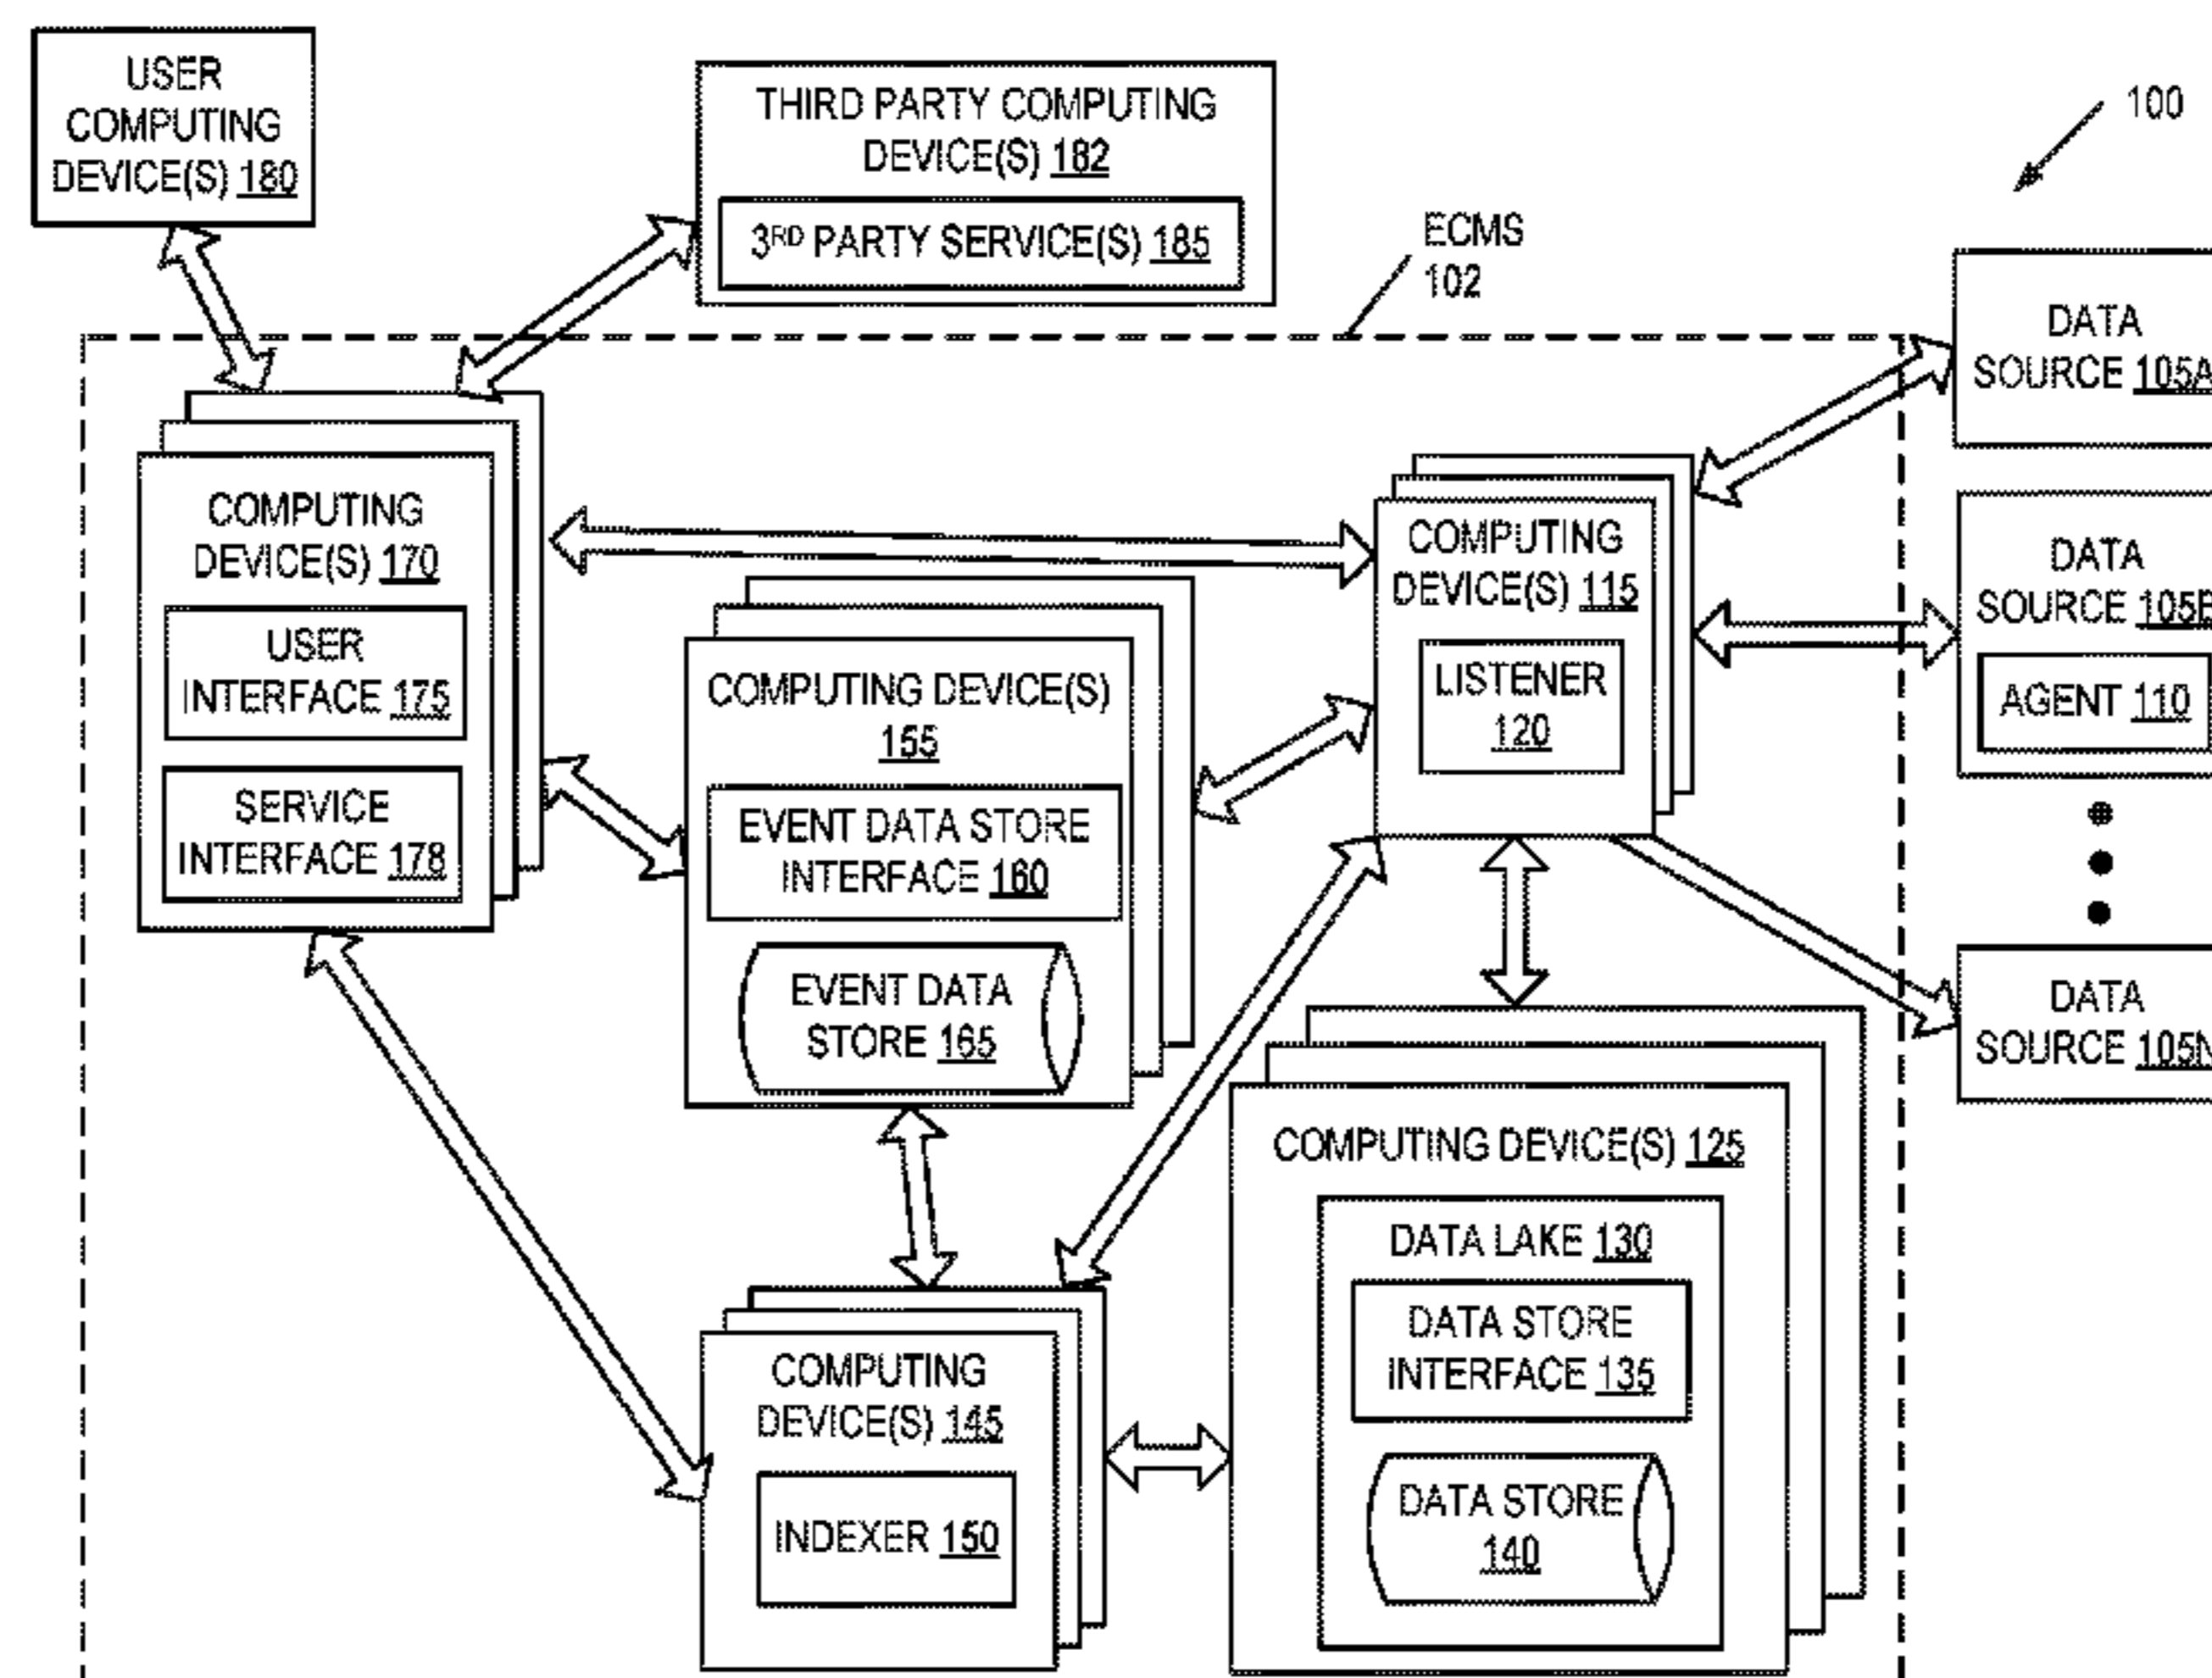 USER
COMPUTING
DEVICE(S) 180
THIRD PARTY COMPUTING
DEVICE(S) 182
3RD PARTY SERVICE(S) 185
100
ECMS
102
DATA
SOURCE 105A
COMPUTING
DEVICE(S) 170
USER
INTERFACE 175
SERVICE
INTERFACE 178
COMPUTING DEVICE(S)
155
EVENT DATA STORE
INTERFACE 160
EVENT DATA
STORE 165
COMPUTING
DEVICE(S) 115
LISTENER
120
DATA
SOURCE 105B
AGENT 110
DATA
SOURCE 105N
COMPUTING DEVICE(S) 125
DATA LAKE 130
DATA STORE
INTERFACE 135
DATA STORE
140
COMPUTING
DEVICE(S) 145
INDEXER 150